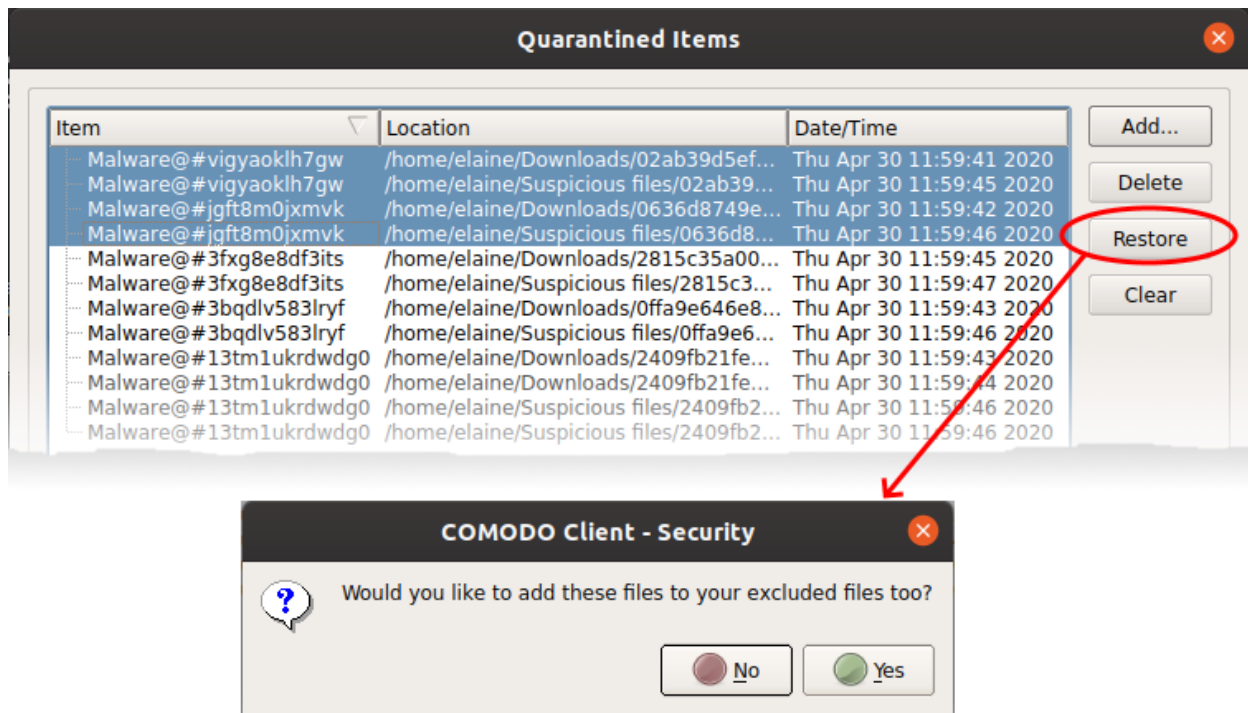 Quarantined Items
Item Location Date/Time Add...
Malware@#vigyaoklh7gw /home/elaine/Downloads/02ab39d5ef... Thu Apr 30 11:59:41 2020
Malware@#vigyaoklh7gw /home/elaine/Suspicious files/02ab39... Thu Apr 30 11:59:45 2020 Delete
Malware@#jgft8m0jxmvk /home/elaine/Downloads/0636d8749e... Thu Apr 30 11:59:42 2020
Malware@#jgft8m0jxmvk /home/elaine/Suspicious files/0636d8... Thu Apr 30 11:59:46 2020 Restore
Malware@#3fxg8e8df3its /home/elaine/Downloads/2815c35a00... Thu Apr 30 11:59:45 2020
Malware@#3fxg8e8df3its /home/elaine/Suspicious files/2815c3... Thu Apr 30 11:59:47 2020 Clear
Malware@#3bqdlv583lryf /home/elaine/Downloads/0ffa9e646e8... Thu Apr 30 11:59:43 2020
Malware@#3bqdlv583lryf /home/elaine/Suspicious files/0ffa9e6... Thu Apr 30 11:59:46 2020
Malware@#13tm1ukrdwdg0 /home/elaine/Downloads/2409fb21fe... Thu Apr 30 11:59:43 2020
Malware@#13tm1ukrdwdg0 /home/elaine/Downloads/2409fb21fe... Thu Apr 30 11:59:44 2020
Malware@#13tm1ukrdwdg0 /home/elaine/Suspicious files/2409fb2... Thu Apr 30 11:59:46 2020
Malware@#13tm1ukrdwdg0 /home/elaine/Suspicious files/2409fb2... Thu Apr 30 11:59:46 2020
COMODO Client - Security
Would you like to add these files to your excluded files too?
No Yes